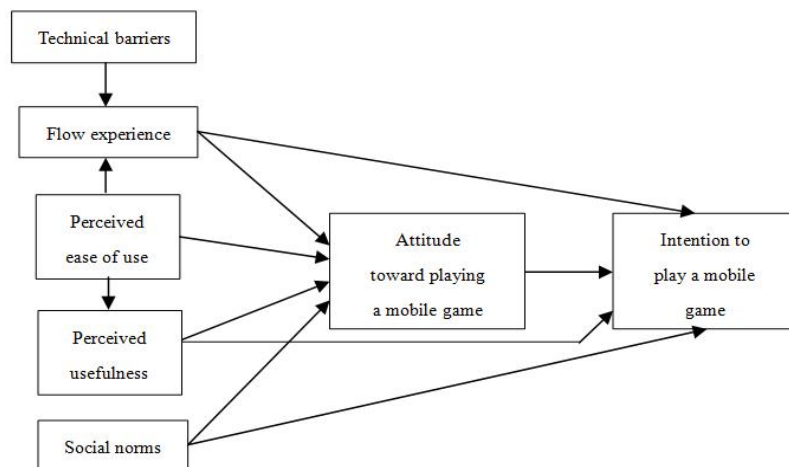 Technical barriers
Flow experience
Perceived
ease of use
Perceived
usefulness
Social norms
Attitude
toward playing
a mobile game
Intention to
play a mobile
game